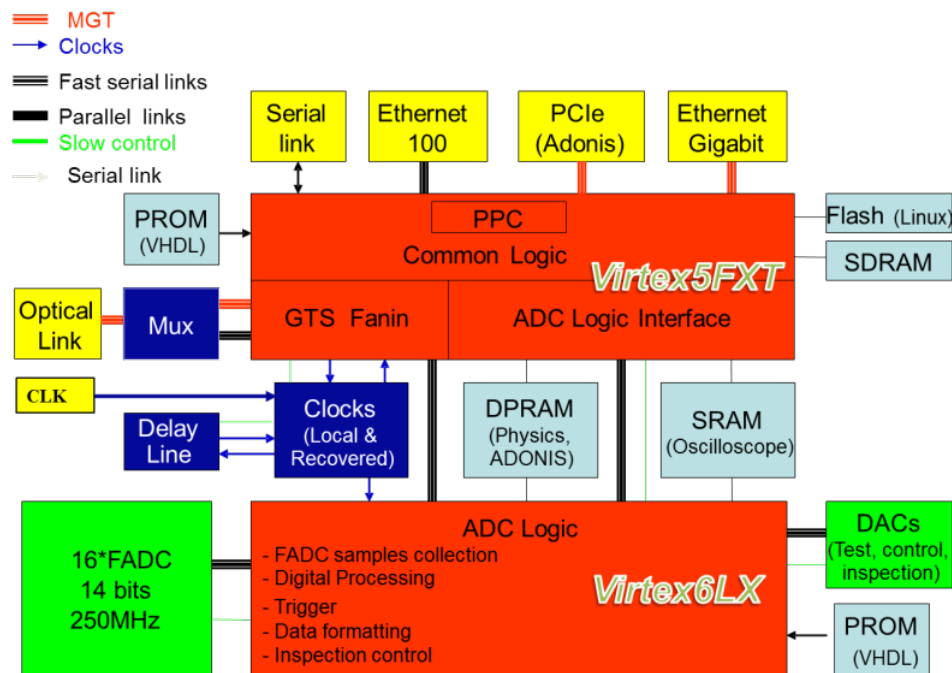 MGT
Clocks
Fast serial links
Parallel links
Slow control
Serial link
Serial
link
Ethernet
100
PCIe
(Adonis)
Ethernet
Gigabit
PROM
(VHDL)
PPC
Common Logic
Virtex5FXT
Flash (Linux)
SDRAM
Optical
Link
Mux
GTS Fanin
ADC Logic Interface
CLK
Delay
Line
Clocks
(Local &
Recovered)
DPRAM
(Physics,
ADONIS)
SRAM
(Oscilloscope)
16*FADC
14 bits
250MHz
ADC Logic
- FADC samples collection
- Digital Processing
- Trigger
- Data formatting
- Inspection control
Virtex6LX
DACs
(Test, control,
inspection)
PROM
(VHDL)